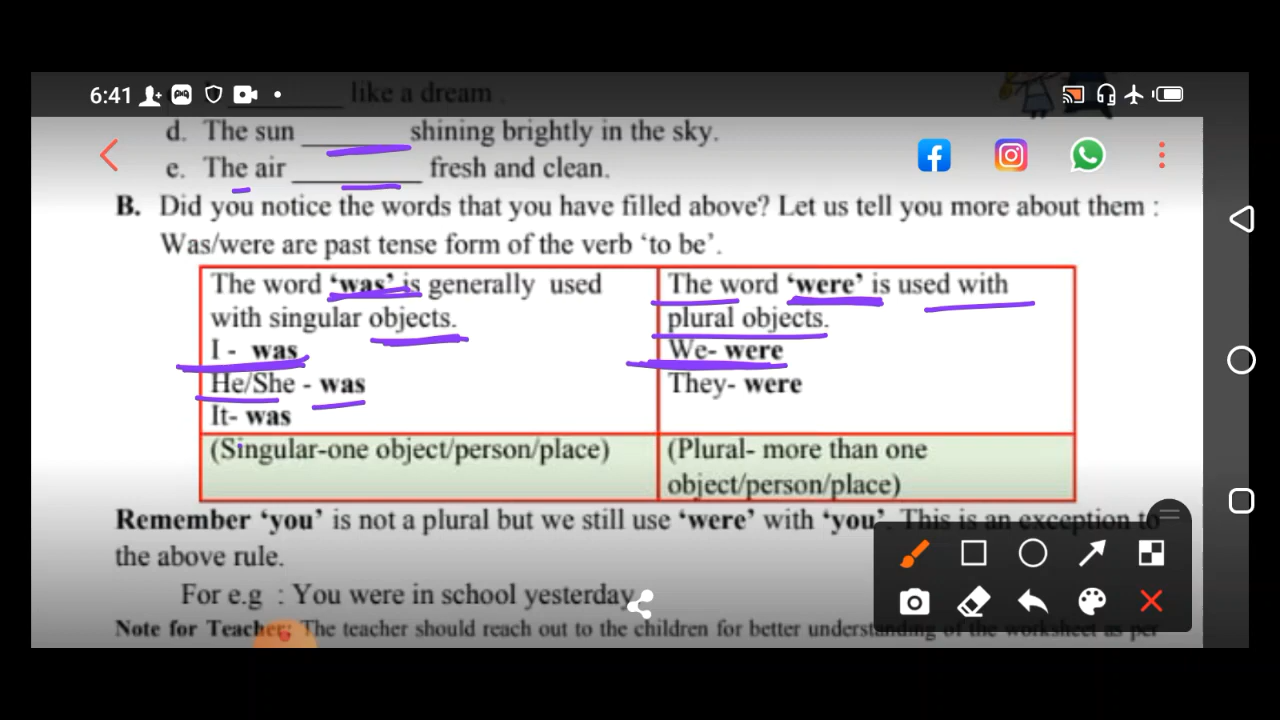 6:41
like a dream .
d. The sun ________ shining brightly in the sky.
e. The air __________ fresh and clean.
B. Did you notice the words that you have filled above? Let us tell you more about them :
Was/were are past tense form of the verb ‘to be’.
The word ‘was’ is generally used
with singular objects.
I - was
He/She - was
It- was
(Singular-one object/person/place)
The word ‘were’ is used with
plural objects.
We- were
They- were
(Plural- more than one
object/person/place)
Remember ‘you’ is not a plural but we still use ‘were’ with ‘you’. This is an exception to
the above rule.
For e.g : You were in school yesterday
Note for Teacher: The teacher should reach out to the children for better understanding of the worksheet as per